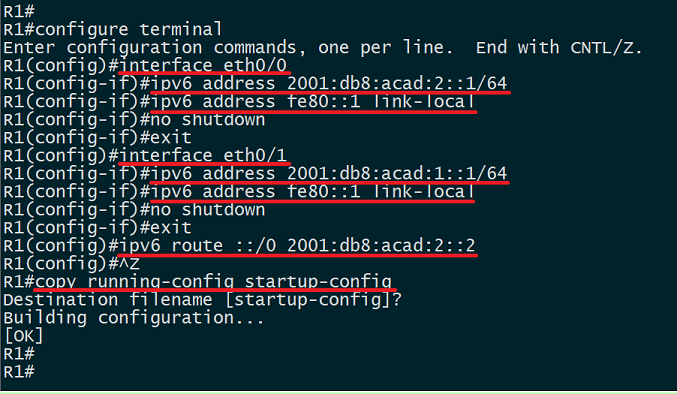 R1#
R1#configure terminal
Enter configuration commands, one per line.  End with CNTL/Z.
R1(config)#interface eth0/0
R1(config-if)#ipv6 address 2001:db8:acad:2::1/64
R1(config-if)#ipv6 address fe80::1 link-local
R1(config-if)#no shutdown
R1(config-if)#exit
R1(config)#interface eth0/1
R1(config-if)#ipv6 address 2001:db8:acad:1::1/64
R1(config-if)#ipv6 address fe80::1 link-local
R1(config-if)#no shutdown
R1(config-if)#exit
R1(config)#ipv6 route ::/0 2001:db8:acad:2::2
R1(config)#^Z
R1#copy running-config startup-config
Destination filename [startup-config]?
Building configuration...
[OK]
R1#
R1#